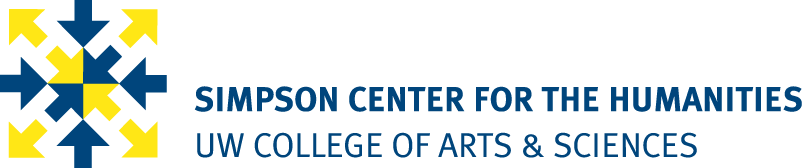 SIMPSON CENTER FOR THE HUMANITIES
UW COLLEGE OF ARTS & SCIENCES